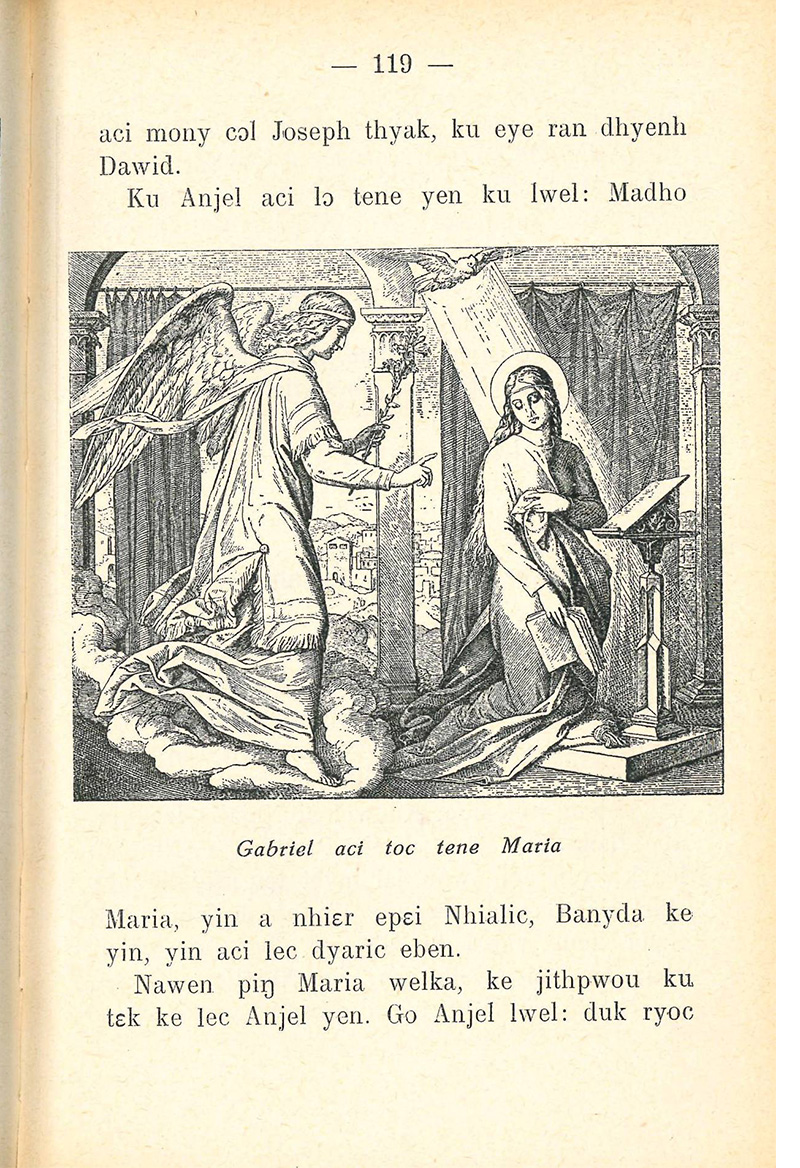 — 119 —
aci mony cɔl Joseph thyak, ku eye ran dhyenh
Dawid.
Ku Anjel aci lɔ tene yen ku lwel: Madho
Gabriel aci toc tene Maria
Maria, yin a nhiɛr epɛi Nhialic, Banyda ke
yin, yin aci lec dyaric eben.
Nawen piŋ Maria welka, ke jithpwou ku
tɛk ke lec Anjel yen. Go Anjel lwel: duk ryoc